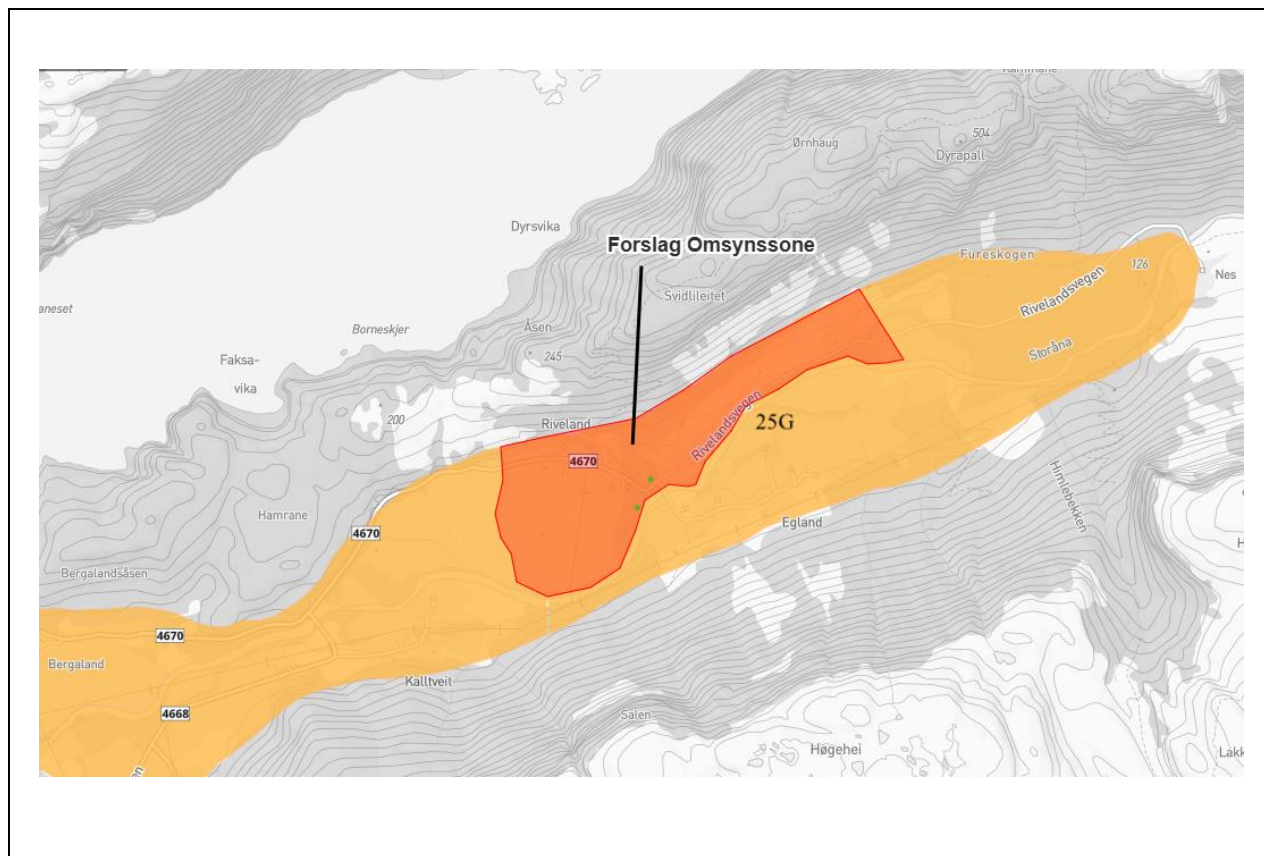 Ørnhaug
504
Dyrapall
Dyrsvika
Forslag Omsynssone
Fureskogen
126
Nes
Rivelandsvegen
Svidlileitet
aneset
Borneskjer
Åsen
Storåna
Faksa-
vika
245
200
Riveland
Rivelandsvegen
25G
4670
Himlebekken
Hamrane
4670
Egland
Bergalandsåsen
4670
Bergaland
Kalltveit
4668
Salen
Høgehei
Lakk